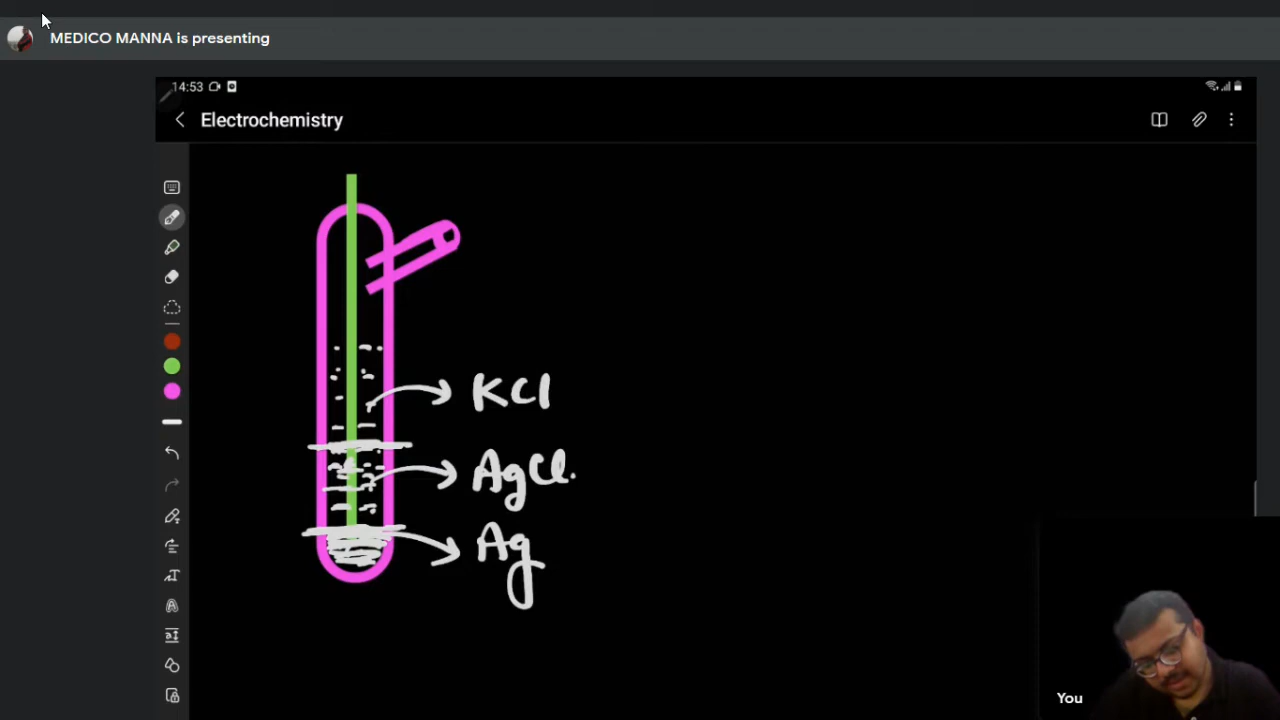 MEDICO MANNA is presenting
14:53
Electrochemistry
KCl
AgCl.
Ag
You